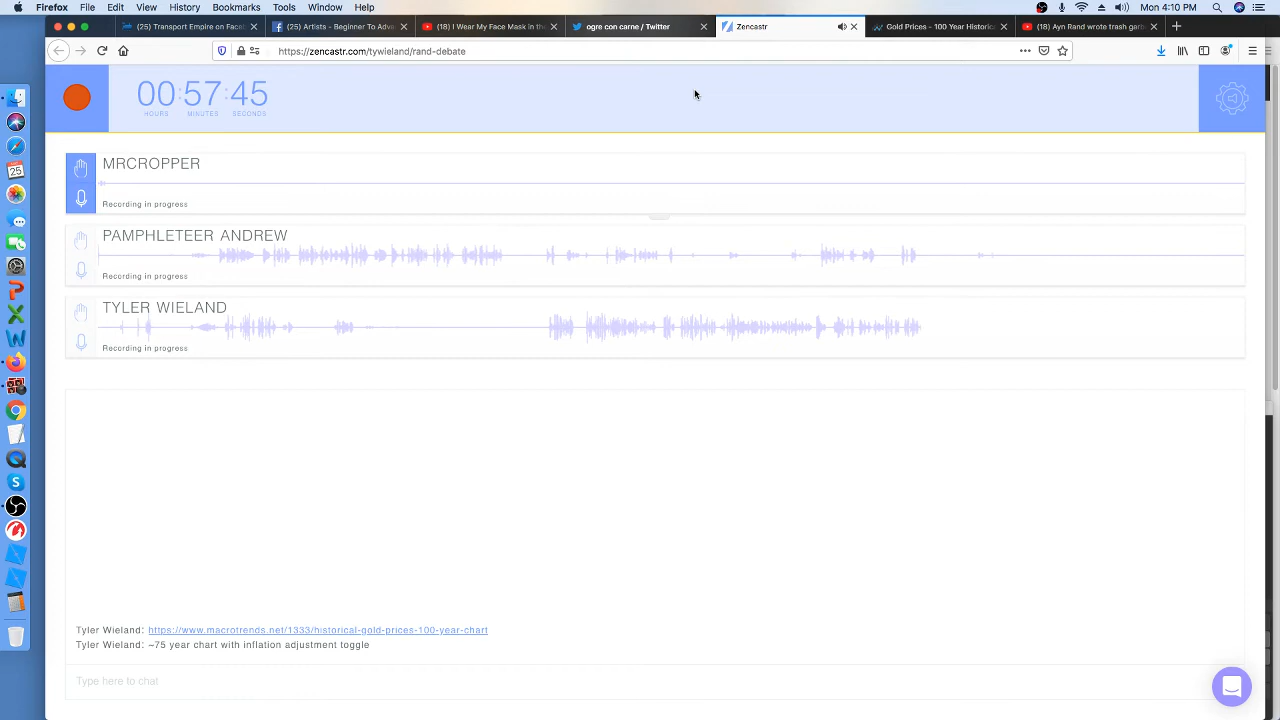 Firefox File Edit View History Bookmarks Tools Window Help Mon 4:10 PM
(25) Transport Empire on Facn
(25) Artists - Beginner To Adv
(18) I Wear My Face Mask in th
ogre con carne / Twitter
Zencastr
Gold Prices - 100 Year Historic
(18) Ayn Rand wrote trash garb
https://zencastr.com/tywieland/rand-debate
00:57:45
HOURS MINUTES SECONDS
MRCROPPER
Recording in progress
PAMPHLETEER ANDREW
Recording in progress
TYLER WIELAND
Recording in progress
Tyler Wieland: https://www.macrotrends.net/1333/historical-gold-prices-100-year-chart
Tyler Wieland: ~75 year chart with inflation adjustment toggle
Type here to chat